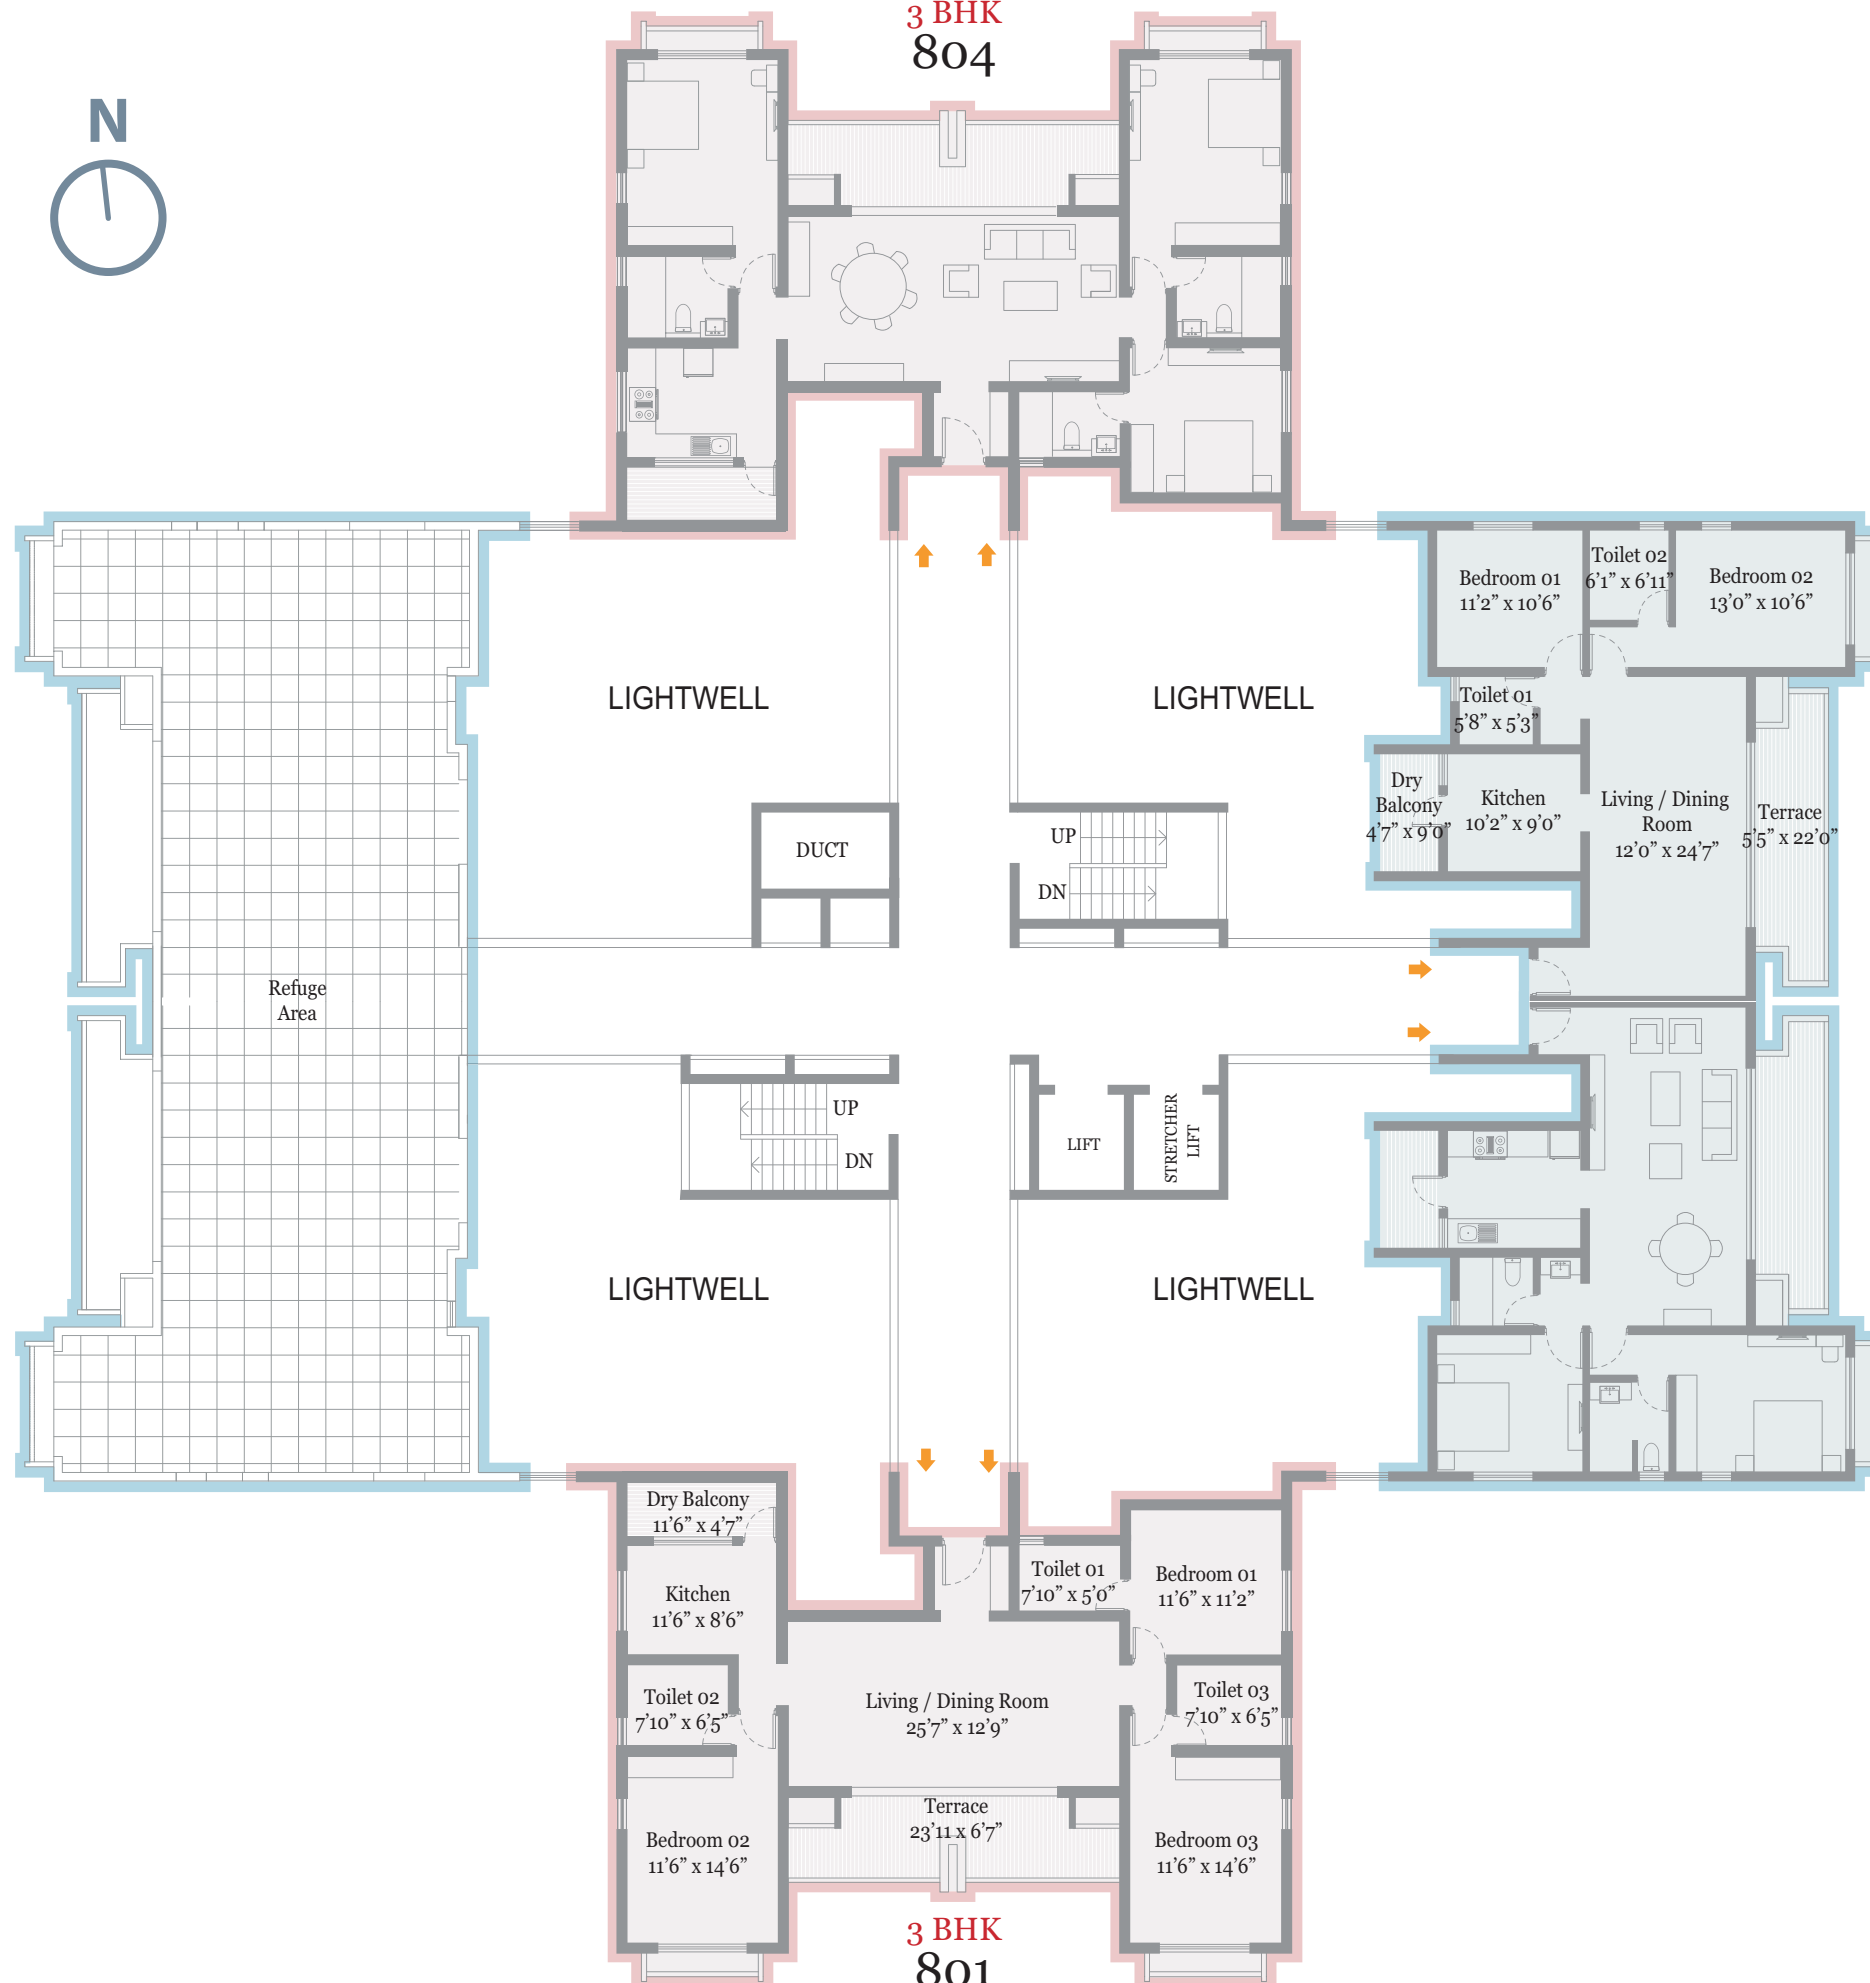 3 BHK
804
N
Bedroom 01
11’2” x 10’6”
Toilet 02
6’1” x 6’11”
Bedroom 02
13’0” x 10’6”
LIGHTWELL
LIGHTWELL
Toilet 01
5’8” x 5’3”
Dry
Balcony
4’7” x 9’0”
Kitchen
10’2” x 9’0”
Living / Dining
Room
12’0” x 24’7”
Terrace
5’5” x 22’0”
DUCT
UP
DN
Refuge
Area
UP
DN
LIFT
STRETCHER
LIFT
LIGHTWELL
LIGHTWELL
Dry Balcony
11’6” x 4’7”
Kitchen
11’6” x 8’6”
Toilet 01
7’10” x 5’0”
Bedroom 01
11’6” x 11’2”
Toilet 02
7’10” x 6’5”
Living / Dining Room
25’7” x 12’9”
Toilet 03
7’10” x 6’5”
Terrace
23’11 x 6’7”
Bedroom 02
11’6” x 14’6”
Bedroom 03
11’6” x 14’6”
3 BHK
801